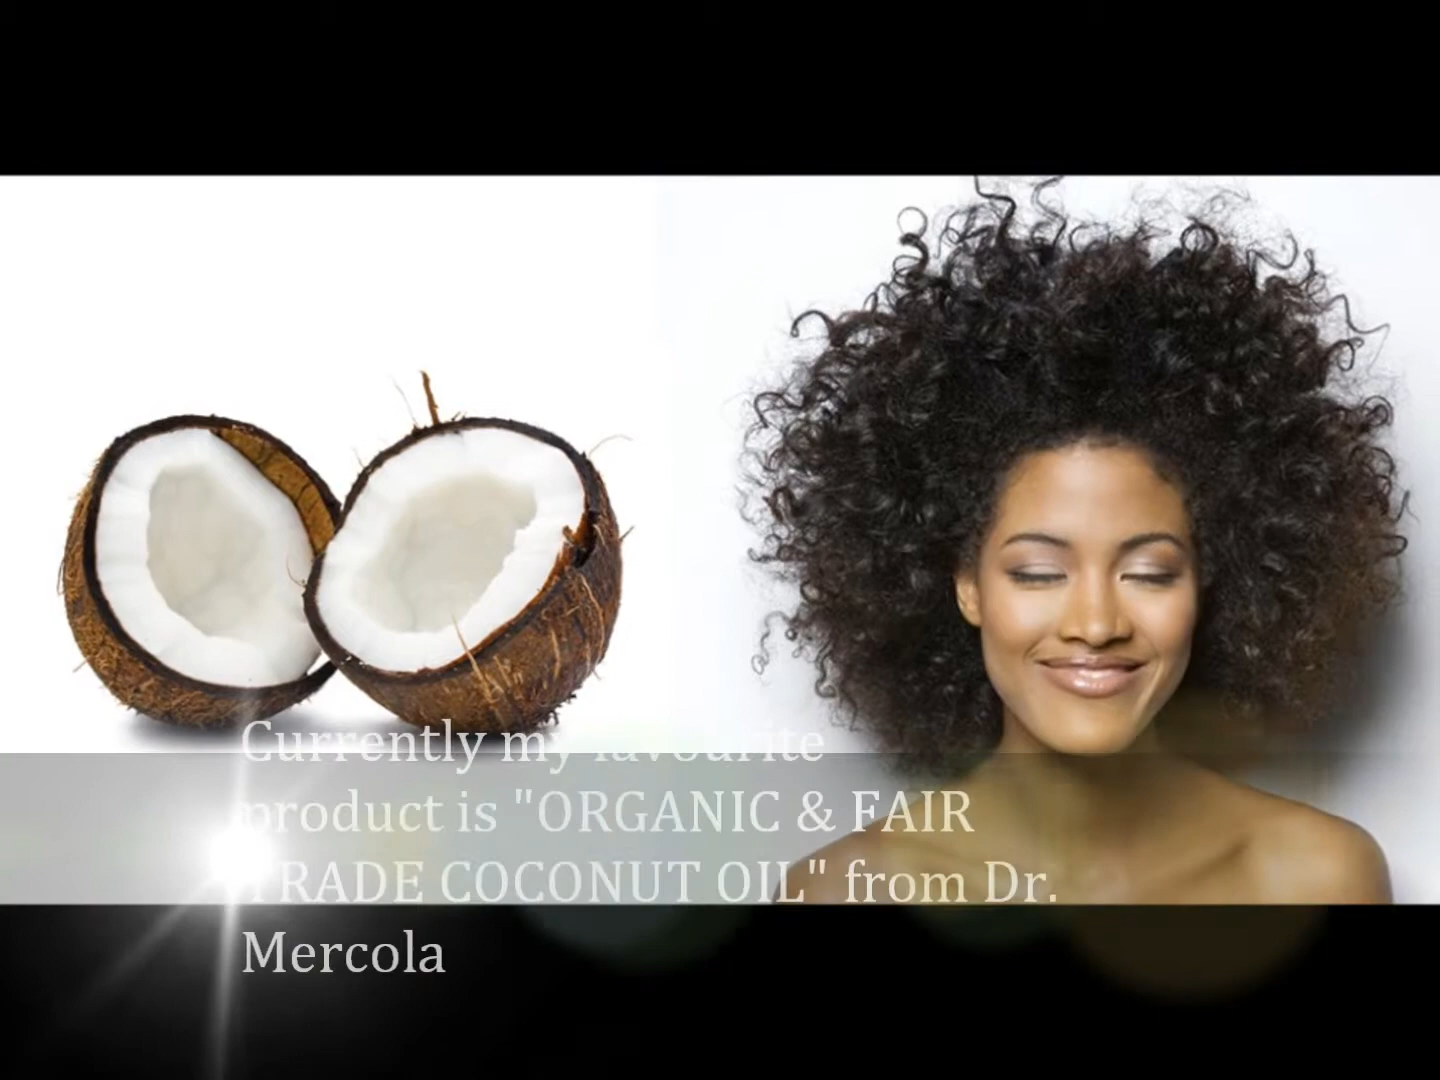 Currently my favourite
product is "ORGANIC & FAIR
TRADE COCONUT OIL" from Dr.
Mercola